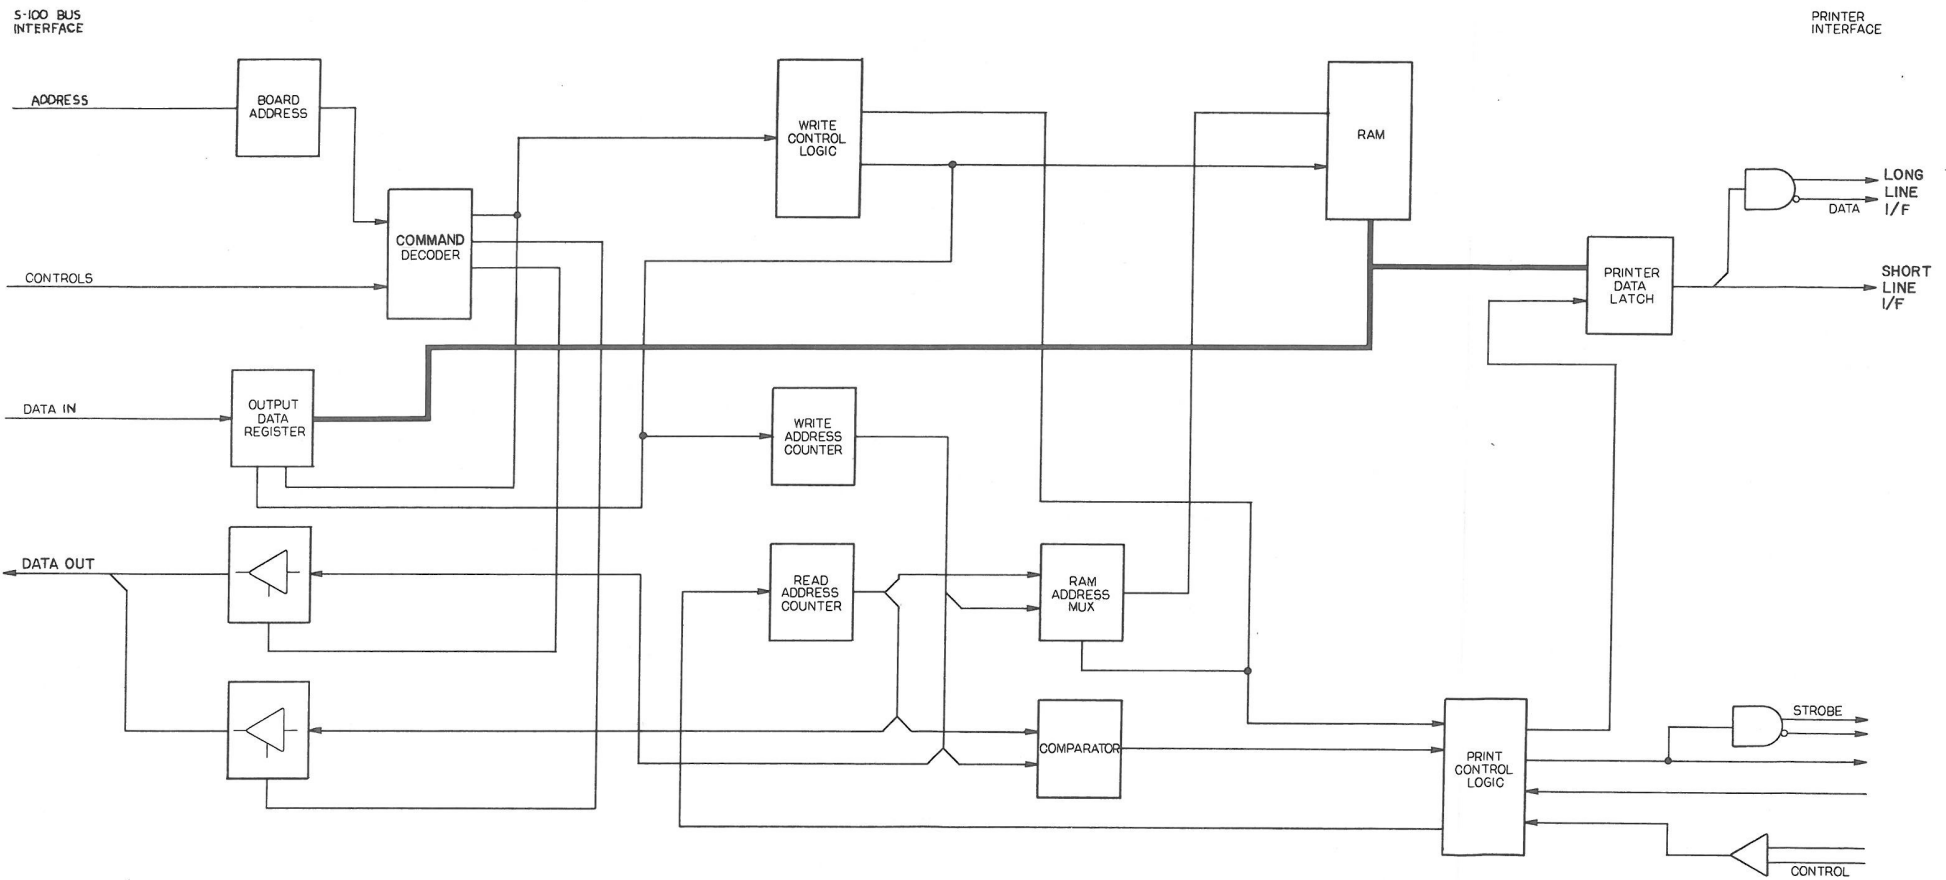 S-100 BUS
INTERFACE
PRINTER
INTERFACE
ADDRESS
BOARD
ADDRESS
WRITE
CONTROL
LOGIC
RAM
LONG
LINE
I/F
DATA
COMMAND
DECODER
CONTROLS
PRINTER
DATA
LATCH
SHORT
LINE
I/F
DATA IN
OUTPUT
DATA
REGISTER
WRITE
ADDRESS
COUNTER
DATA OUT
READ
ADDRESS
COUNTER
RAM
ADDRESS
MUX
COMPARATOR
PRINT
CONTROL
LOGIC
STROBE
CONTROL